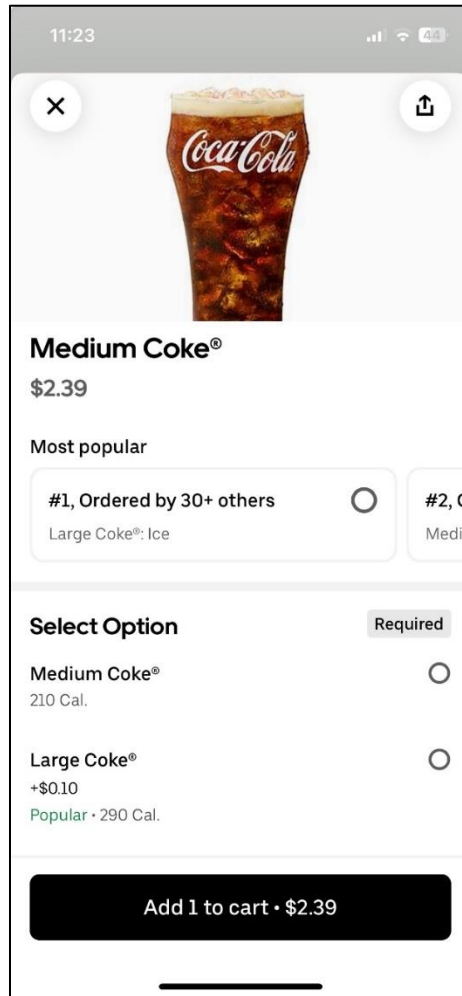 11:23
44
Coca-Cola
Medium Coke®
$2.39
Most popular
#1, Ordered by 30+ others
Large Coke®: Ice
#2,
Select Option
Required
Medium Coke®
210 Cal.
Large Coke®
+$0.10
Popular • 290 Cal.
Add 1 to cart • $2.39